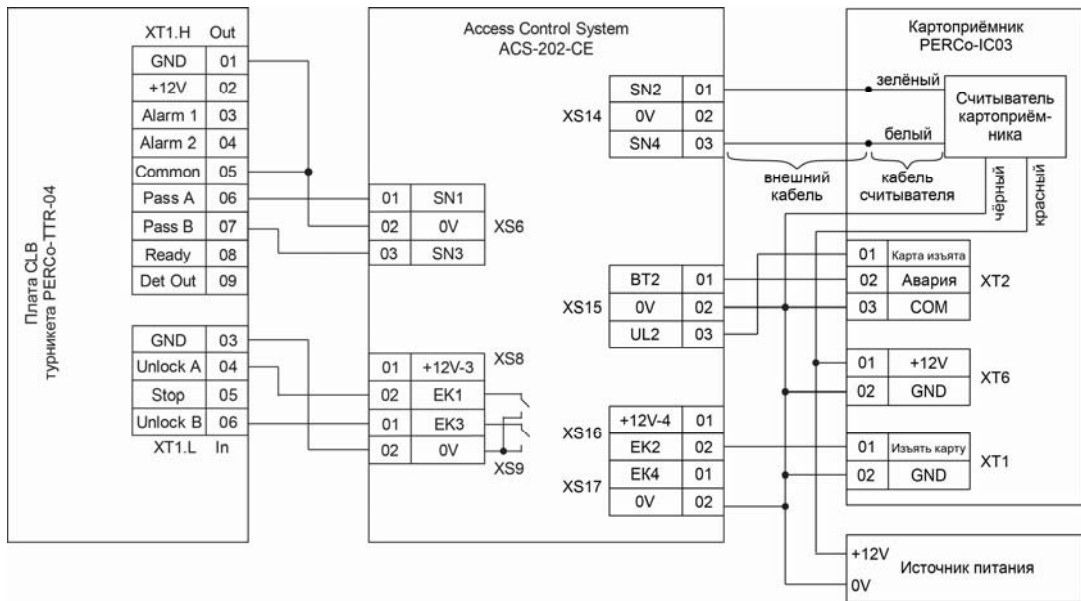 Плата CLB
турникета PERCo-TTR-04
XT1.H Out
GND 01
+12V 02
Alarm 1 03
Alarm 2 04
Common 05
Pass A 06
Pass B 07
Ready 08
Det Out 09
GND 03
Unlock A 04
Stop 05
Unlock B 06
XT1.L In
Access Control System
ACS-202-CE
01 SN1
02 0V
03 SN3
XS6
XS8
01 +12V-3
02 EK1
01 EK3
02 0V
XS9
XS14
SN2 01
0V 02
SN4 03
XS15
BT2 01
0V 02
UL2 03
XS16
+12V-4 01
EK2 02
XS17
EK4 01
0V 02
внешний
кабель
кабель
считывателя
зелёный
белый
чёрный
красный
Картоприёмник
PERCo-IC03
Считыватель
картоприём-
ника
01 Карта изъята
02 Авария
03 COM
XT2
01 +12V
02 GND
XT6
01 Изъять карту
02 GND
XT1
+12V
Источник питания
0V